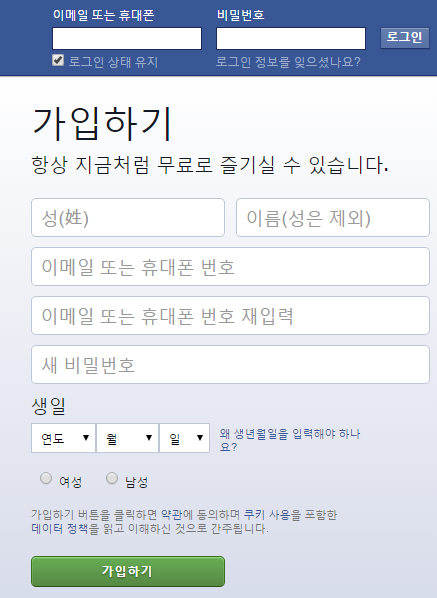 이메일 또는 휴대폰
비밀번호
로그인
로그인 상태 유지
로그인 정보를 잊으셨나요?
가입하기
항상 지금처럼 무료로 즐기실 수 있습니다.
성(姓)
이름(성은 제외)
이메일 또는 휴대폰 번호
이메일 또는 휴대폰 번호 재입력
새 비밀번호
생일
연도
월
일
왜 생년월일을 입력해야 하나
요?
여성
남성
가입하기 버튼을 클릭하면 약관에 동의하며 쿠키 사용을 포함한
데이터 정책을 읽고 이해하신 것으로 간주됩니다.
가입하기